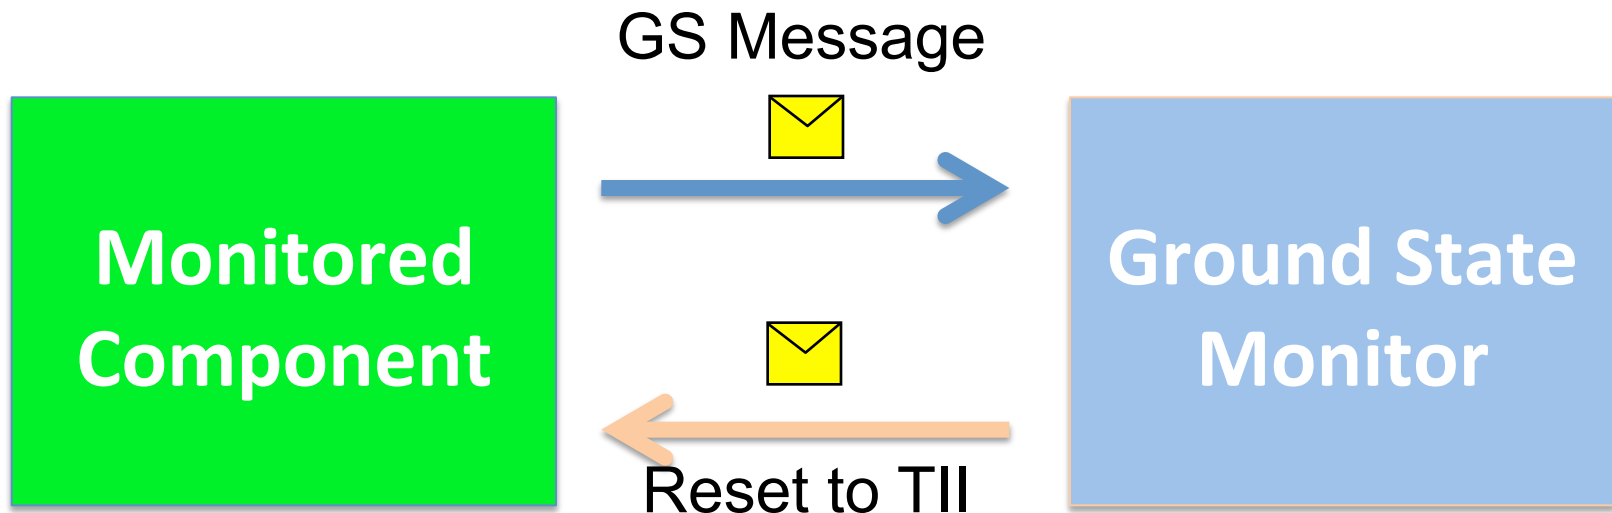 GS Message
Monitored
Component
Ground State
Monitor
Reset to TII